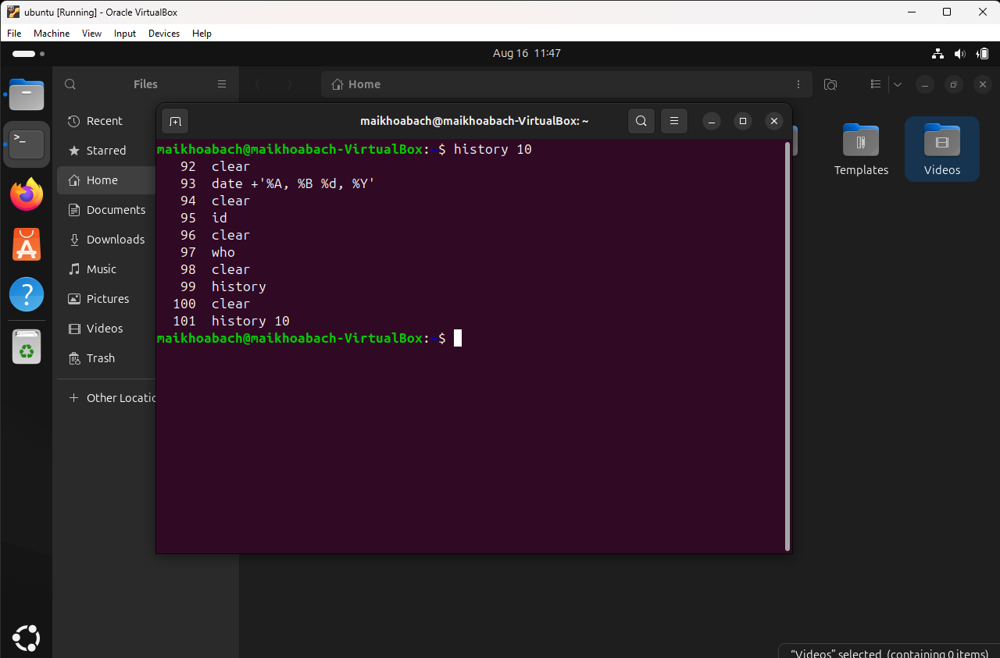 ubuntu [Running] - Oracle VirtualBox
File Machine View Input Devices Help
Aug 16 11:47
Files
Home
Recent
Starred
Home
Documents
Downloads
Music
Pictures
Videos
Trash
Other Locatio
maikhoabach@maikhoabach-VirtualBox: ~
maikhoabach@maikhoabach-VirtualBox:~$ history 10
92 clear
93 date +'%A, %B %d, %Y'
94 clear
95 id
96 clear
97 who
98 clear
99 history
100 clear
101 history 10
maikhoabach@maikhoabach-VirtualBox:~$
Templates
Videos
“Videos” selected (containing 0 items)